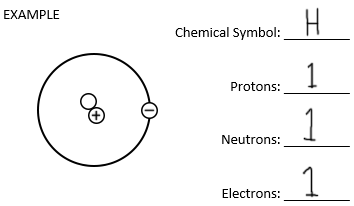 EXAMPLE
Chemical Symbol: H
Protons: 1
+ −
Neutrons: 1
Electrons: 1